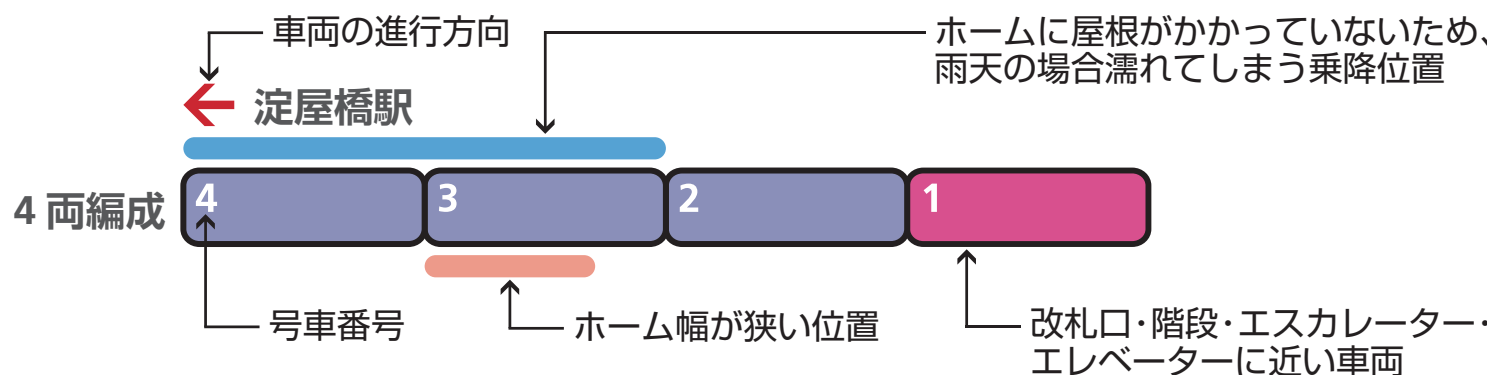 車両の進行方向
ホームに屋根がかかっていないため、
雨天の場合濡れてしまう乗降位置
淀屋橋駅
4両編成
4
3
2
1
号車番号
ホーム幅が狭い位置
改札口・階段・エスカレーター・
エレベーターに近い車両